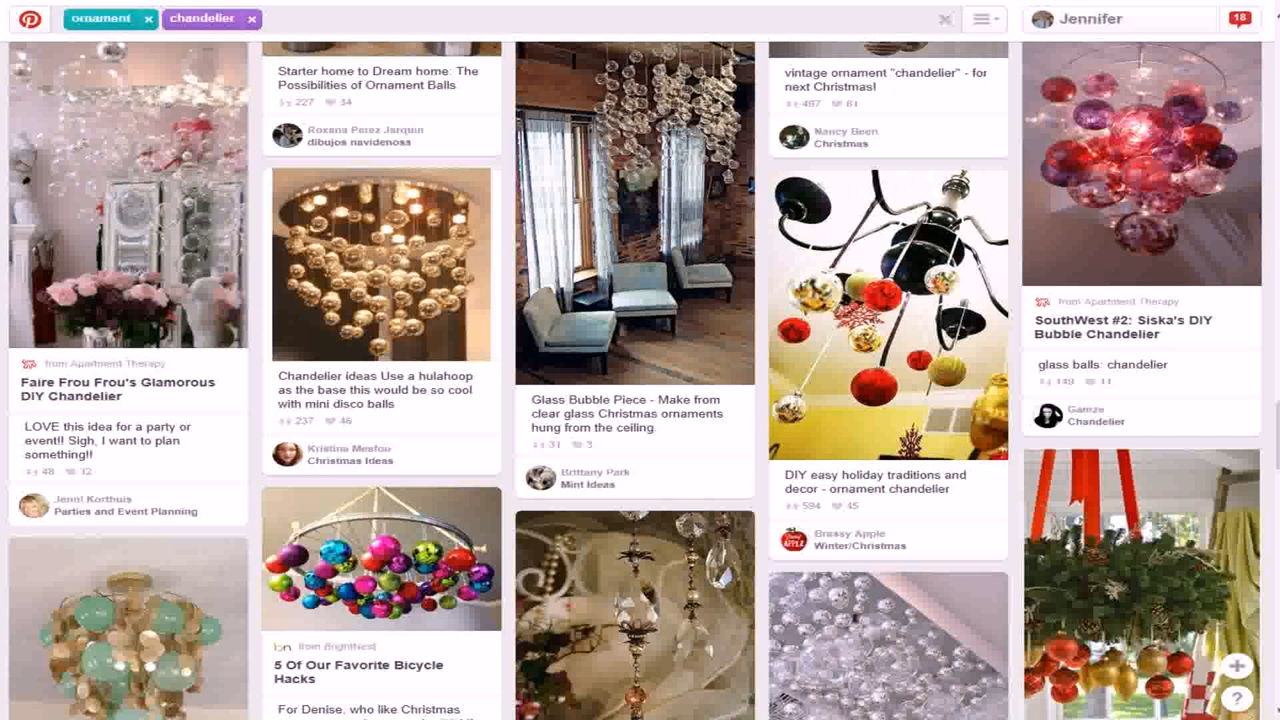 ornament × chandelier ×
Jennifer
18
from Apartment Therapy
Faire Frou Frou's Glamorous
DIY Chandelier
LOVE this idea for a party or
event!! Sigh, I want to plan
something!!
48 12
Jenni Korthuis
Parties and Event Planning
Starter home to Dream home: The
Possibilities of Ornament Balls
227 34
Roxana Perez Jarquin
dibujos navidenoss
Chandelier ideas Use a hulahoop
as the base this would be so cool
with mini disco balls
237 46
Kristina
Christmas Ideas
from BrightNest
5 Of Our Favorite Bicycle
Hacks
For Denise, who like Christmas
Glass Bubble Piece - Make from
clear glass Christmas ornaments
hung from the ceiling.
31 3
Brittany Park
Mint Ideas
vintage ornament "chandelier" - for
next Christmas!
497 61
Nancy Been
Christmas
DIY easy holiday traditions and
decor - ornament chandelier
594 45
Brassy Apple
Winter/Christmas
from Apartment Therapy
SouthWest #2: Siska's DIY
Bubble Chandelier
glass balls: chandelier
149 11
Gamze
Chandelier
+
?